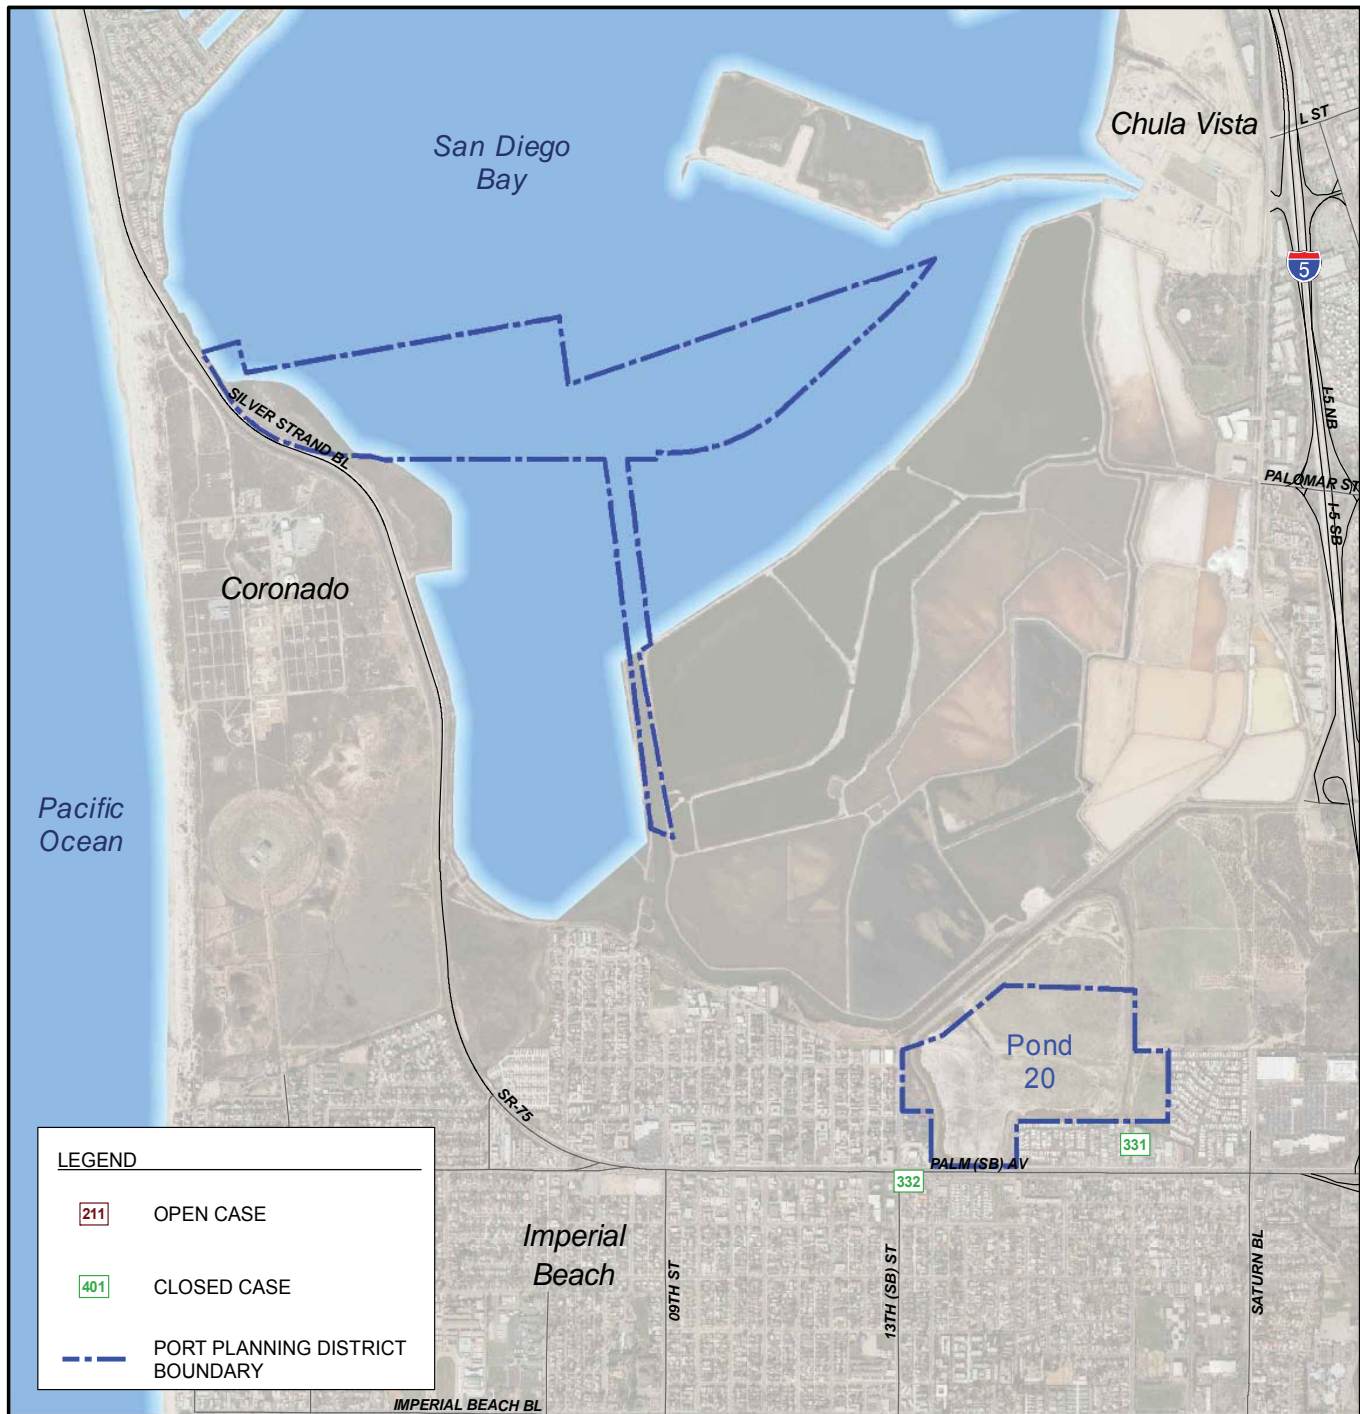 San Diego
Bay
Chula Vista
L ST
5
I-5 NB
SILVER STRAND BL
PALOMAR ST
I-5 SB
Coronado
Pacific
Ocean
Pond
20
SR-75
331
PALM (SB) AV
332
Imperial
Beach
09TH ST
13TH (SB) ST
SATURN BL
IMPERIAL BEACH BL
LEGEND
211 OPEN CASE
401 CLOSED CASE
PORT PLANNING DISTRICT
BOUNDARY